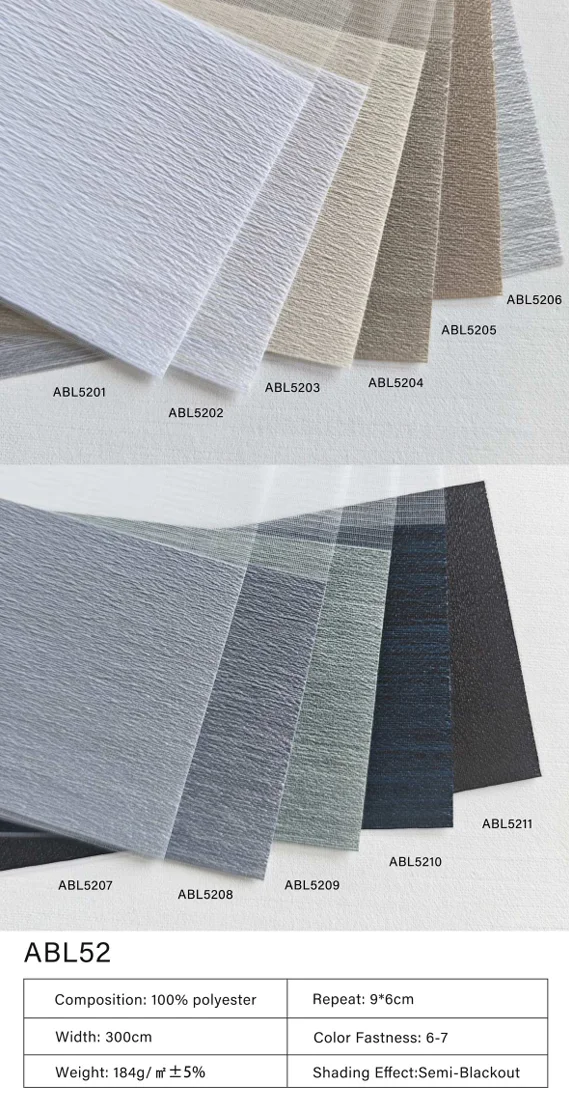 ABL5206
ABL5205
ABL5204
ABL5203
ABL5201
ABL5202
ABL5211
ABL5210
ABL5209
ABL5207
ABL5208
ABL52
Composition: 100% polyester
Repeat: 9*6cm
Width: 300cm
Color Fastness: 6-7
Weight: 184g/㎡±5%
Shading Effect:Semi-Blackout